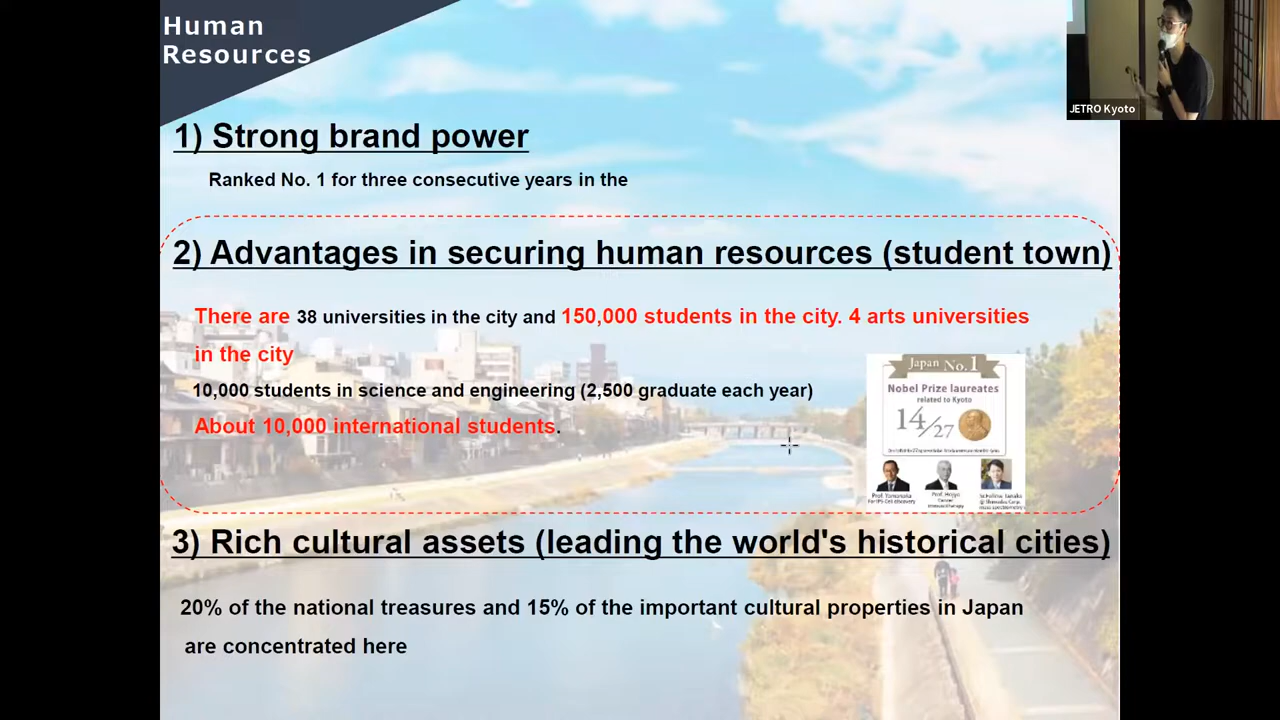 Human
Resources
JETRO Kyoto
1) Strong brand power
Ranked No. 1 for three consecutive years in the
2) Advantages in securing human resources (student town)
There are 38 universities in the city and 150,000 students in the city. 4 arts universities
in the city
10,000 students in science and engineering (2,500 graduate each year)
About 10,000 international students.
Japan No.1
Nobel Prize laureates
related to Kyoto
14/27
Prof. Yamanaka
Prof. Honjo
Cancer
3) Rich cultural assets (leading the world's historical cities)
20% of the national treasures and 15% of the important cultural properties in Japan
are concentrated here